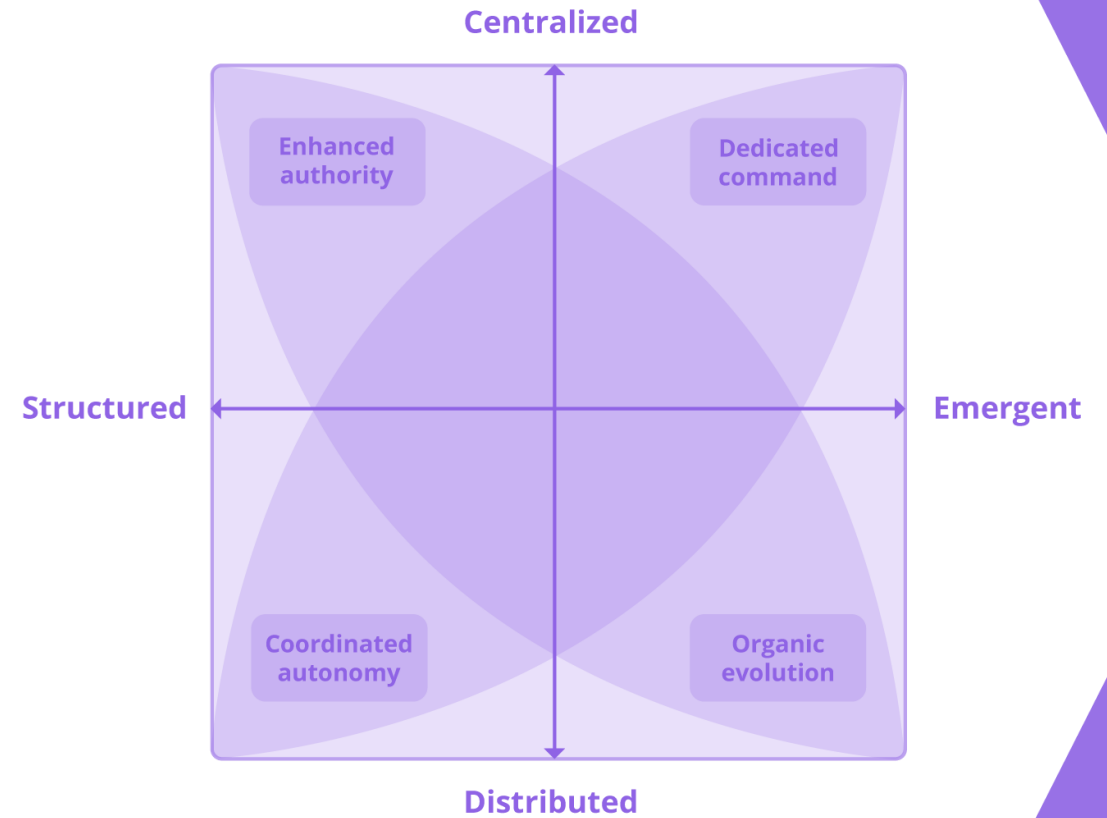 Centralized
Enhanced
authority
Dedicated
command
Structured
Emergent
Coordinated
autonomy
Organic
evolution
Distributed